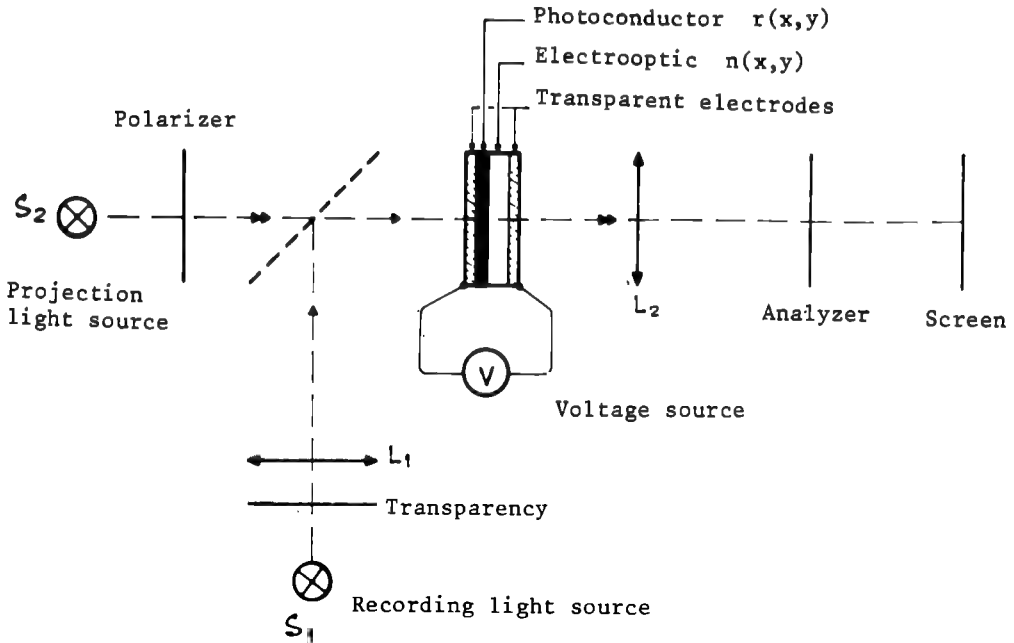 Photoconductor r(x,y)
Electrooptic n(x,y)
Transparent electrodes
Polarizer
S2
Projection
light source
L2
Analyzer
Screen
V
Voltage source
L1
Transparency
Recording light source
S1